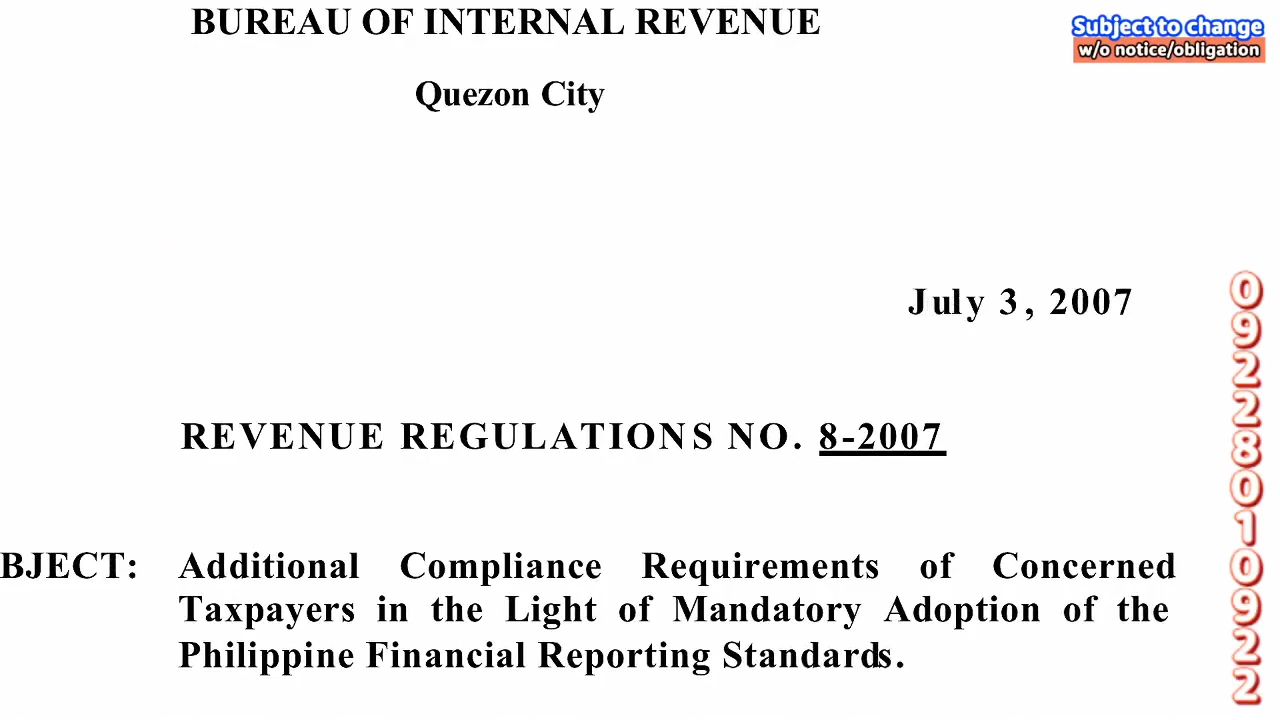 BUREAU OF INTERNAL REVENUE
Subject to change
w/o notice/obligation
Quezon City
July 3, 2007
REVENUE REGULATIONS NO. 8-2007
BJECT: Additional Compliance Requirements of Concerned
Taxpayers in the Light of Mandatory Adoption of the
Philippine Financial Reporting Standards.
09228010922